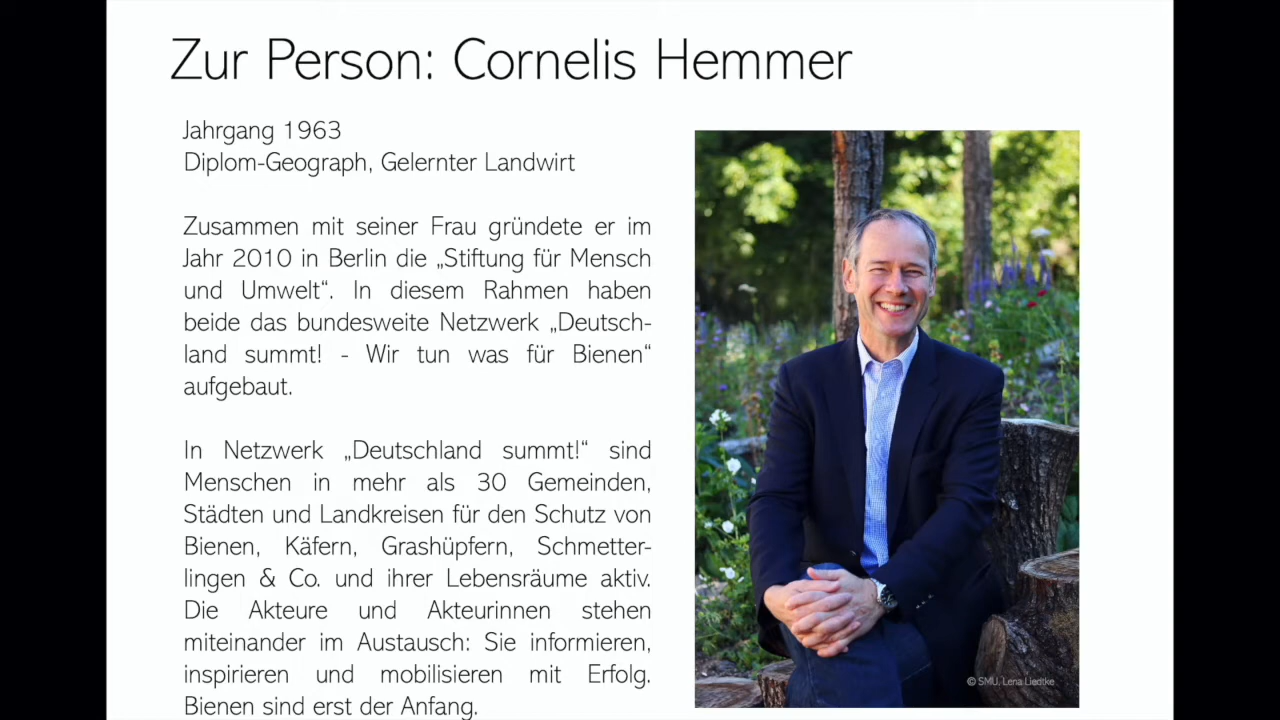 Zur Person: Cornelis Hemmer
Jahrgang 1963
Diplom-Geograph, Gelernter Landwirt
Zusammen mit seiner Frau gründete er im
Jahr 2010 in Berlin die „Stiftung für Mensch
und Umwelt“. In diesem Rahmen haben
beide das bundesweite Netzwerk „Deutsch-
land summt! - Wir tun was für Bienen“
aufgebaut.
In Netzwerk „Deutschland summt!“ sind
Menschen in mehr als 30 Gemeinden,
Städten und Landkreisen für den Schutz von
Bienen, Käfern, Grashüpfern, Schmetter-
lingen & Co. und ihrer Lebensräume aktiv.
Die Akteure und Akteurinnen stehen
miteinander im Austausch: Sie informieren,
inspirieren und mobilisieren mit Erfolg.
Bienen sind erst der Anfang.
© SMU, Lena Liedtke